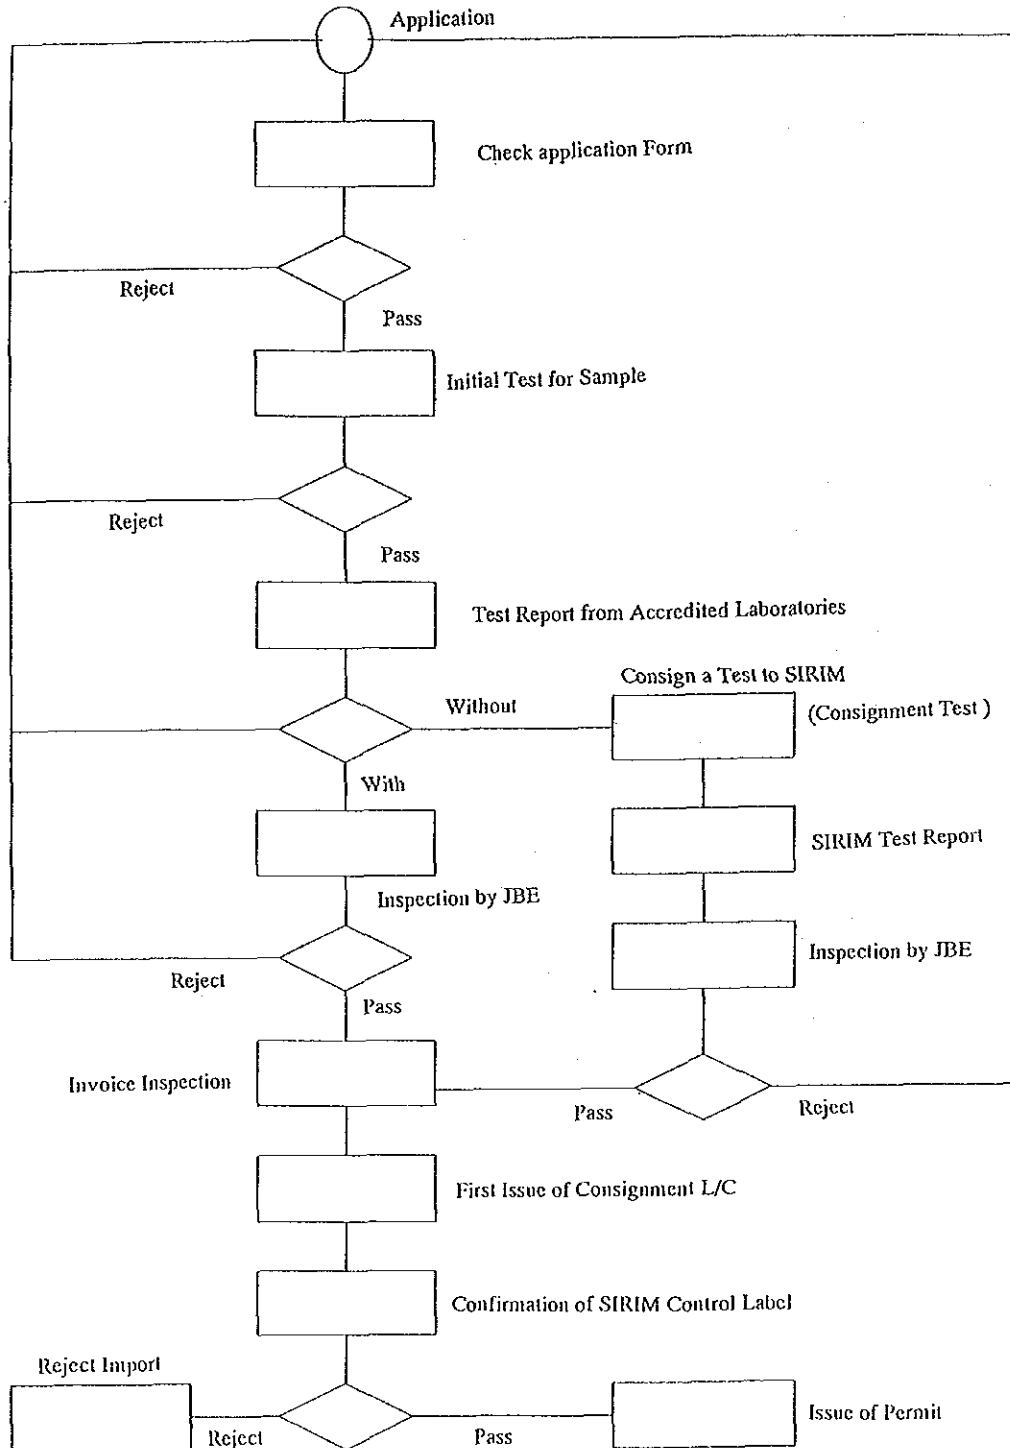 Application
Check application Form
Reject
Pass
Initial Test for Sample
Reject
Pass
Test Report from Accredited Laboratories
Consign a Test to SIRIM
(Consignment Test )
Without
With
SIRIM Test Report
Inspection by JBE
Inspection by JBE
Reject
Pass
Invoice Inspection
Pass
Reject
First Issue of Consignment L/C
Confirmation of SIRIM Control Label
Reject Import
Reject
Pass
Issue of Permit